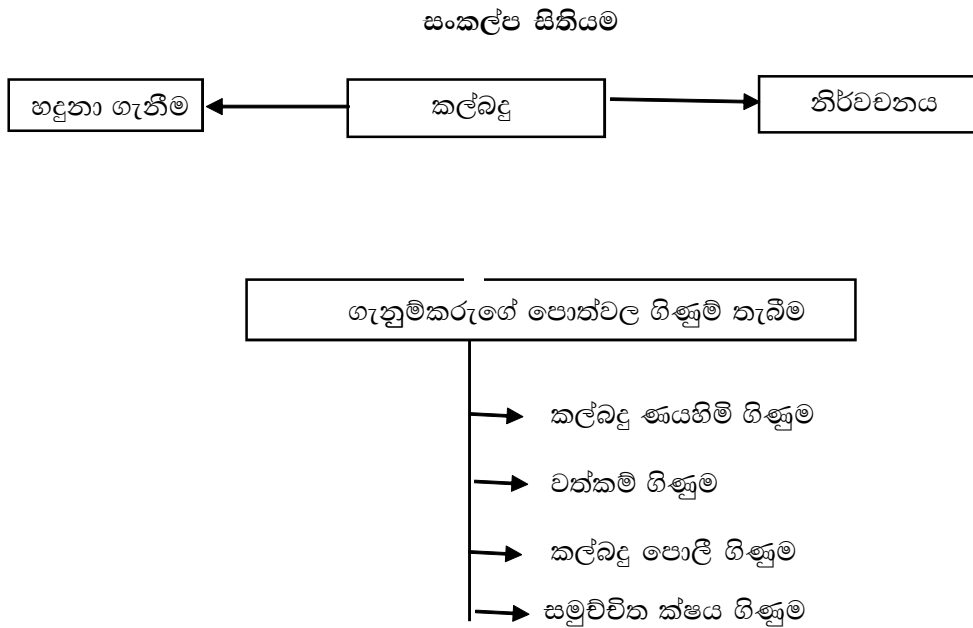 සංකල්ප සිතියම
හදුනා ගැනීම
කල්බදු
නිර්වචනය
ගැනුම්කරුගේ පොත්වල ගිණුම් තැබීම
කල්බදු ණයහිමි ගිණුම
වත්කම් ගිණුම
කල්බදු පොලී ගිණුම
සමුච්චිත ක්ෂය ගිණුම